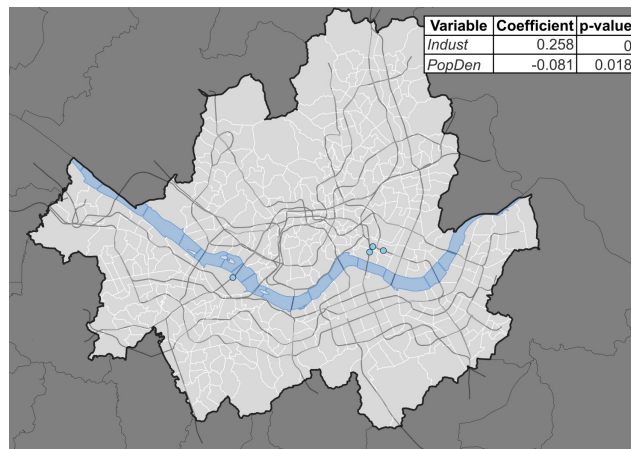 Variable Coefficient p-value
Indust 0.258 0
PopDen -0.081 0.018